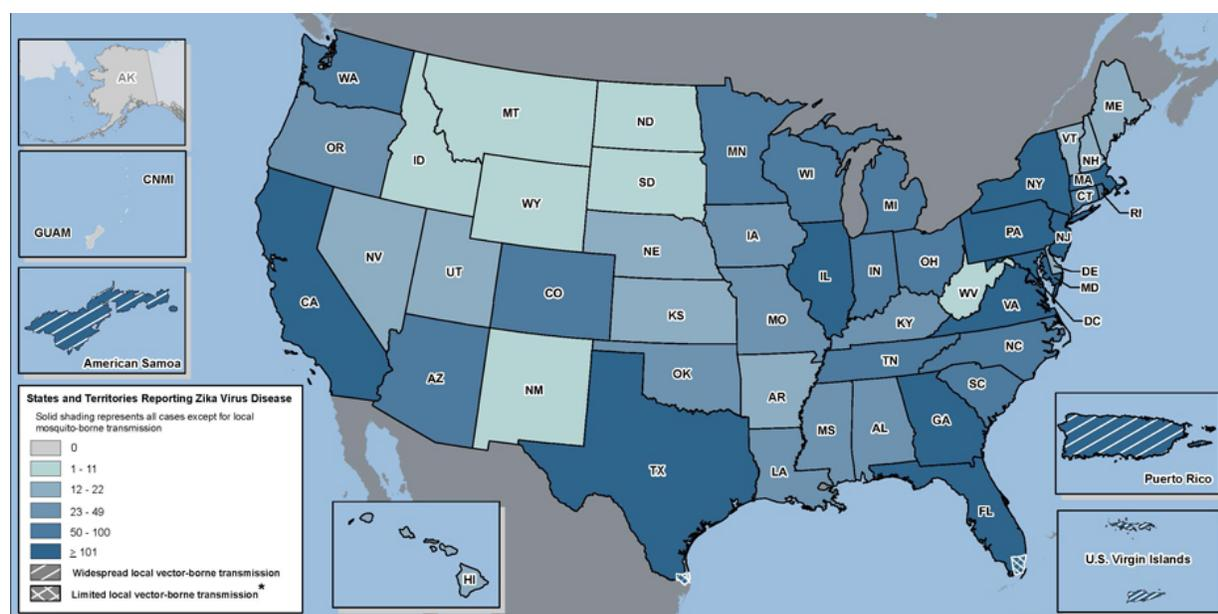 AK
CNMI
GUAM
American Samoa
States and Territories Reporting Zika Virus Disease
Solid shading represents all cases except for local
mosquito-borne transmission
0
1 - 11
12 - 22
23 - 49
50 - 100
≥ 101
Widespread local vector-borne transmission
Limited local vector-borne transmission*
WA
OR
CA
ID
NV
MT
WY
UT
AZ
CO
NM
ND
SD
NE
KS
OK
TX
MN
IA
MO
AR
LA
WI
IL
MS
MI
IN
OH
KY
TN
AL
GA
FL
SC
NC
VA
WV
PA
NY
ME
VT
NH
MA
CT
RI
NJ
DE
MD
DC
HI
Puerto Rico
U.S. Virgin Islands